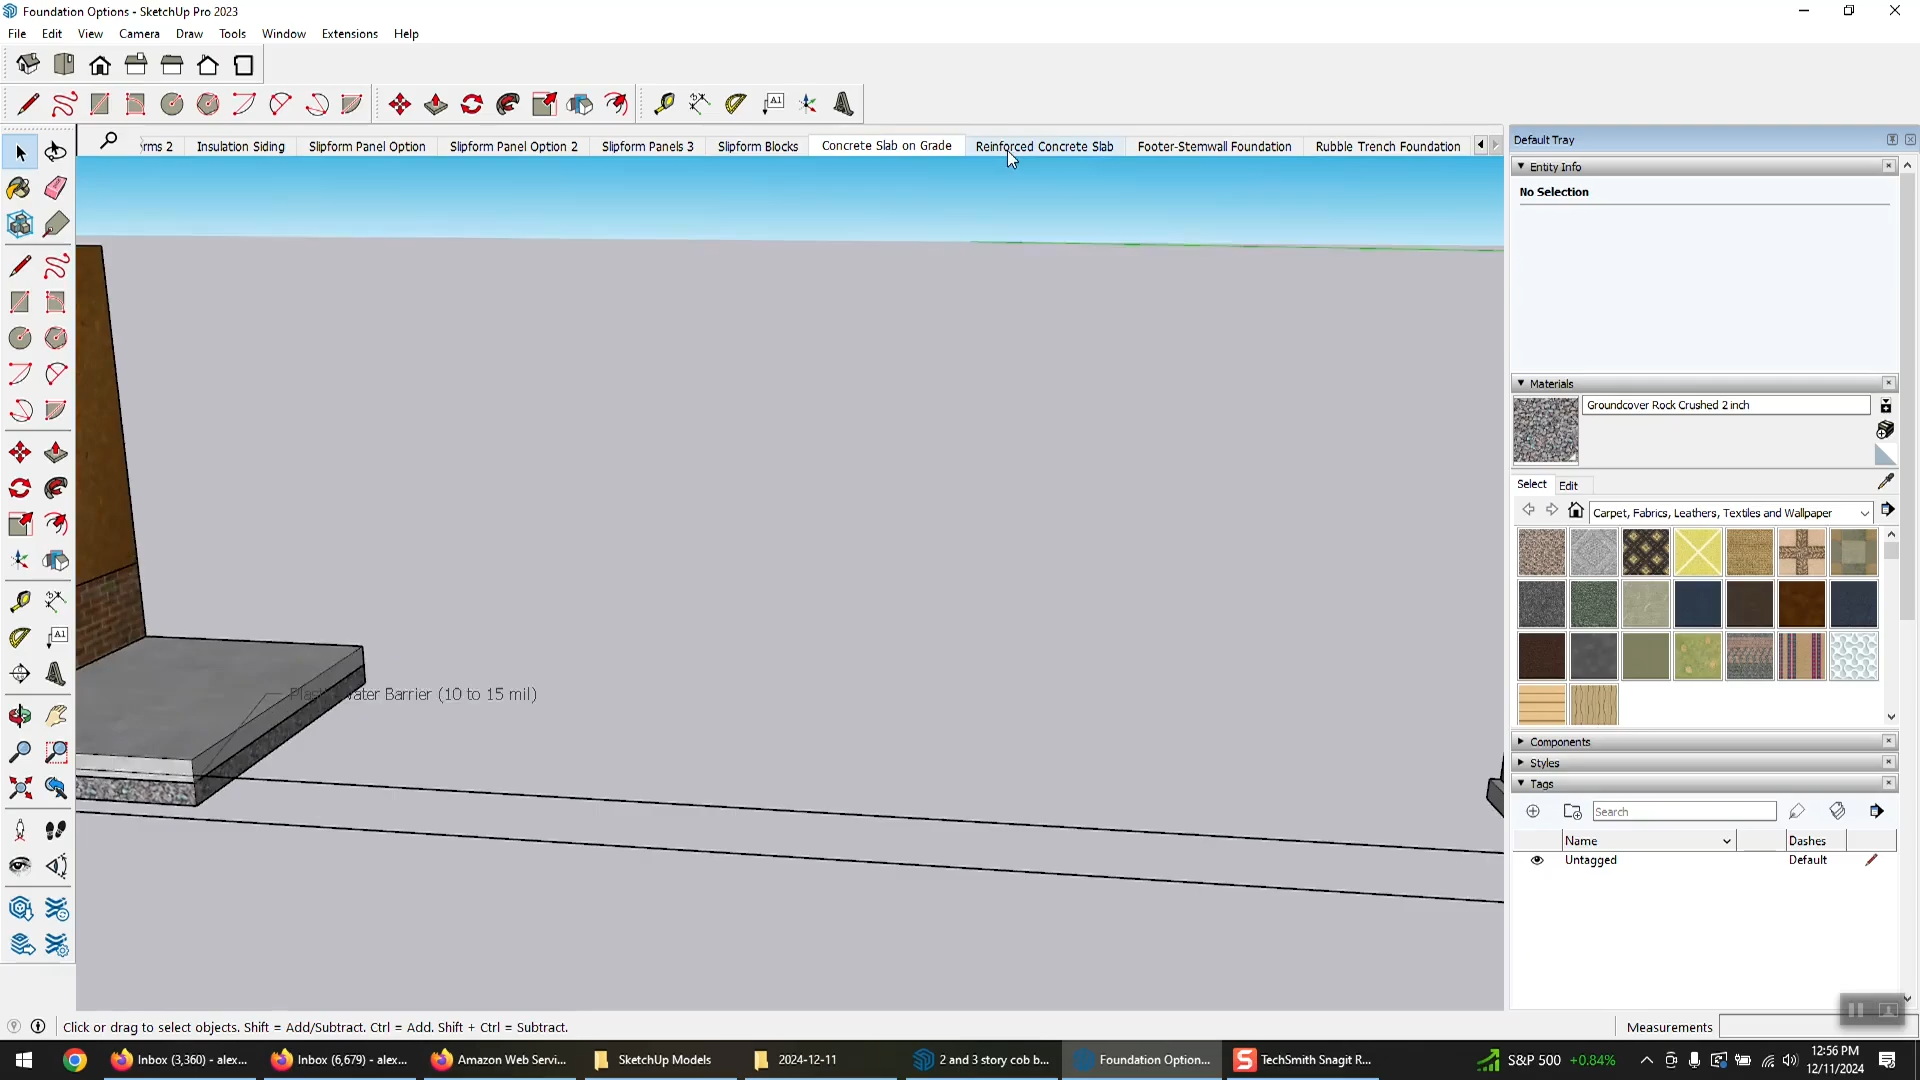 Foundation Options - SketchUp Pro 2023
File Edit View Camera Draw Tools Window Extensions Help
rms 2 Insulation Siding Slipform Panel Option Slipform Panel Option 2 Slipform Panels 3 Slipform Blocks Concrete Slab on Grade Reinforced Concrete Slab Footer-Stemwall Foundation Rubble Trench Foundation
Default Tray
Entity Info
No Selection
Materials
Groundcover Rock Crushed 2 inch
Select Edit
Carpet, Fabrics, Leathers, Textiles and Wallpaper
Water Barrier (10 to 15 mil)
Components
Styles
Tags
Search
Name Dashes
Untagged Default
Click or drag to select objects. Shift = Add/Subtract. Ctrl = Add. Shift + Ctrl = Subtract.
Measurements
Inbox (3,360) - alex... Inbox (6,679) - alex... Amazon Web Servi... SketchUp Models 2024-12-11 2 and 3 story cob b... Foundation Option... TechSmith Snagit R... S&P 500 +0.84% 12:56 PM
12/11/2024